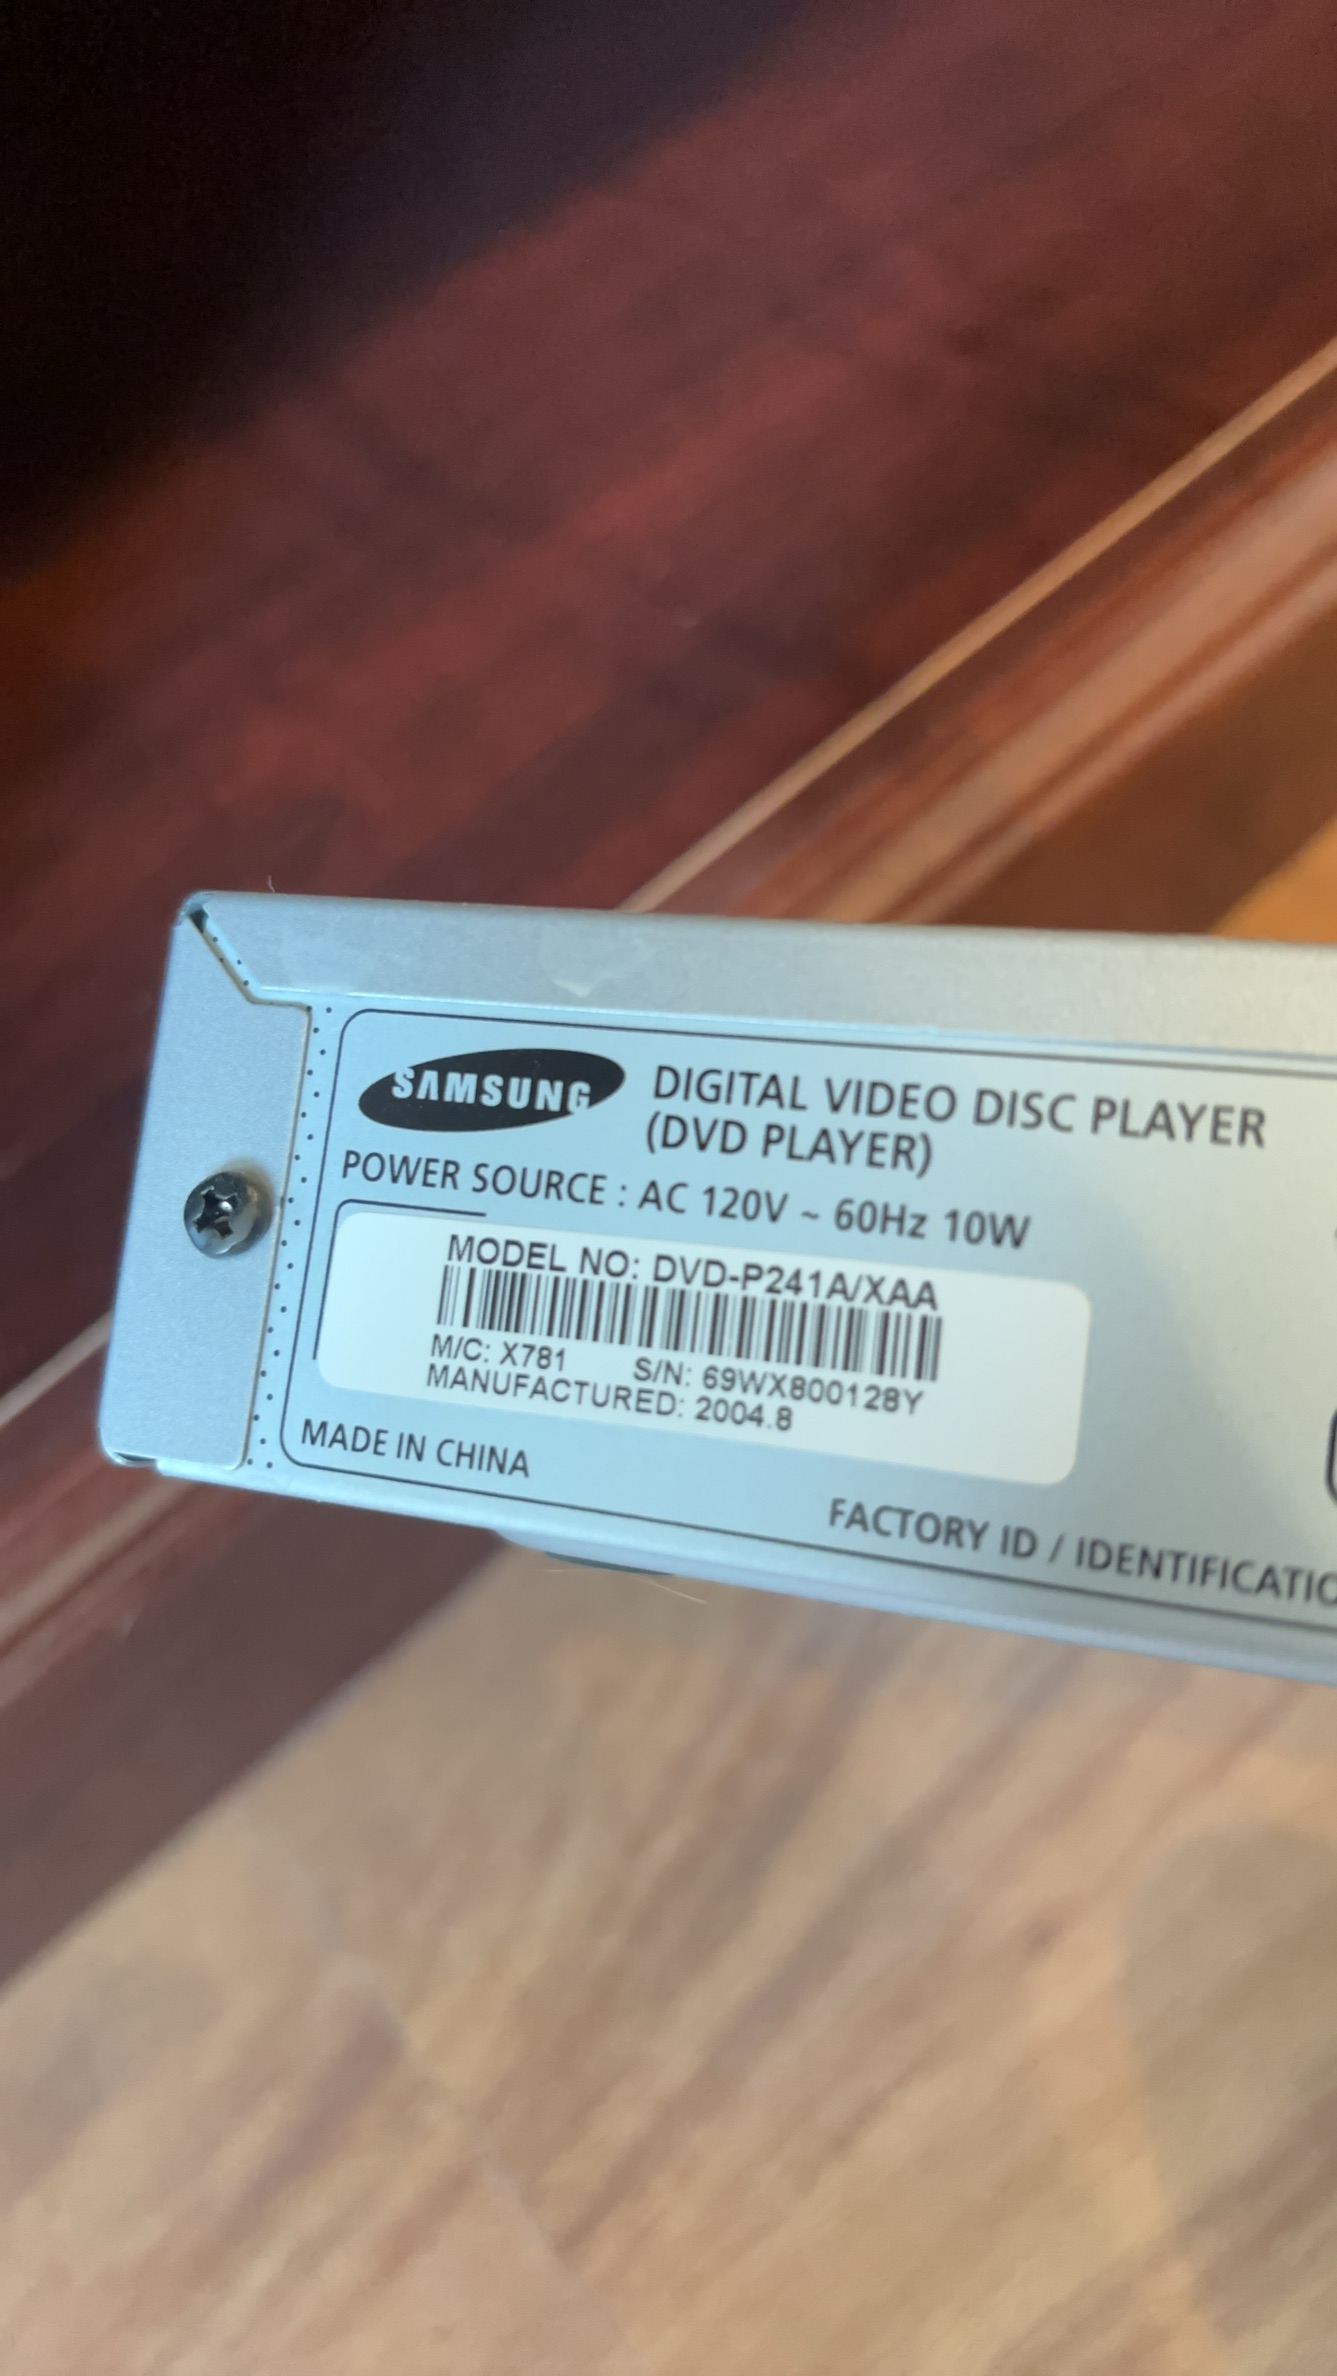 SAMSUNG
DIGITAL VIDEO DISC PLAYER
(DVD PLAYER)
POWER SOURCE : AC 120V ~ 60Hz 10W
MODEL NO: DVD-P241A/XAA
M/C: X781 S/N: 69WX800128Y
MANUFACTURED: 2004.8
MADE IN CHINA
FACTORY ID / IDENTIFICATIO